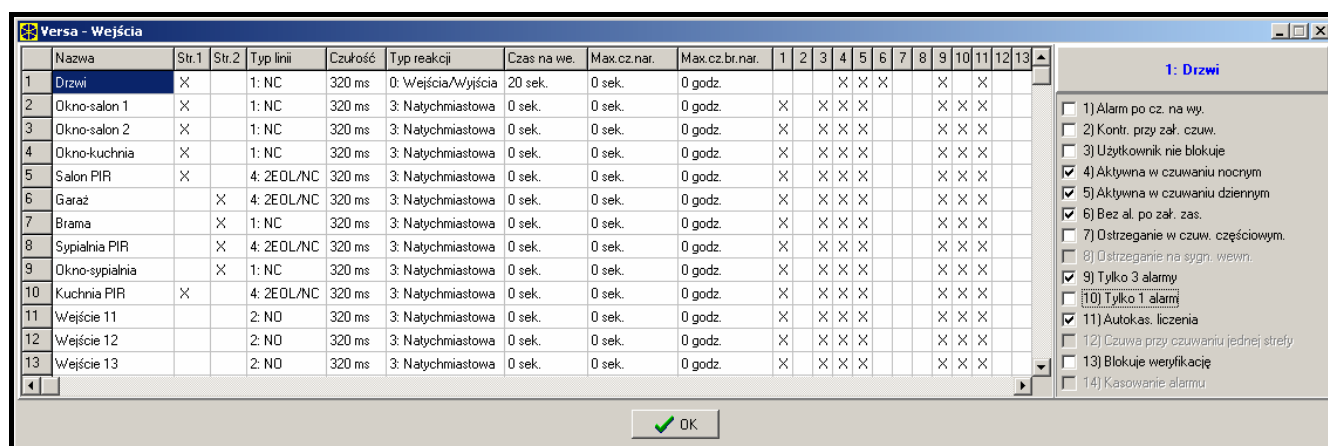 Versa - Wejścia
Nazwa Str.1 Str.2 Typ linii Czułość Typ reakcji Czas na we. Max.cz.nar. Max.cz.br.nar. 1 2 3 4 5 6 7 8 9 10 11 12 13
1 Drzwi X 1: NC 320 ms 0: Wejścia/Wyjścia 20 sek. 0 sek. 0 godz. X X X X X
2 Okno-salon 1 X 1: NC 320 ms 3: Natychmiastowa 0 sek. 0 sek. 0 godz. X X X X X X X
3 Okno-salon 2 X 1: NC 320 ms 3: Natychmiastowa 0 sek. 0 sek. 0 godz. X X X X X X X
4 Okno-kuchnia X 1: NC 320 ms 3: Natychmiastowa 0 sek. 0 sek. 0 godz. X X X X X X X
5 Salon PIR X 4: 2EOL/NC 320 ms 3: Natychmiastowa 0 sek. 0 sek. 0 godz. X X X X X X X
6 Garaż X 4: 2EOL/NC 320 ms 3: Natychmiastowa 0 sek. 0 sek. 0 godz. X X X X X X X
7 Brama X 1: NC 320 ms 3: Natychmiastowa 0 sek. 0 sek. 0 godz. X X X X X X X
8 Sypialnia PIR X 4: 2EOL/NC 320 ms 3: Natychmiastowa 0 sek. 0 sek. 0 godz. X X X X X X X
9 Okno-sypialnia X 1: NC 320 ms 3: Natychmiastowa 0 sek. 0 sek. 0 godz. X X X X X X X
10 Kuchnia PIR X 4: 2EOL/NC 320 ms 3: Natychmiastowa 0 sek. 0 sek. 0 godz. X X X X X X X
11 Wejście 11 2: NO 320 ms 3: Natychmiastowa 0 sek. 0 sek. 0 godz. X X X X X X X
12 Wejście 12 2: NO 320 ms 3: Natychmiastowa 0 sek. 0 sek. 0 godz. X X X X X X X
13 Wejście 13 2: NO 320 ms 3: Natychmiastowa 0 sek. 0 sek. 0 godz. X X X X X X X
1: Drzwi
1) Alarm po cz. na wy.
2) Kontr. przy zał. czuw.
3) Użytkownik nie blokuje
4) Aktywna w czuwaniu nocnym
5) Aktywna w czuwaniu dziennym
6) Bez al. po zał. zas.
7) Ostrzeganie w czuw. częściowym.
8) Ostrzeganie na sygn. wewn.
9) Tylko 3 alarmy
10) Tylko 1 alarm
11) Autokas. liczenia
12) Czuwa przy czuwaniu jednej strefy
13) Blokuje weryfikację
14) Kasowanie alarmu
OK